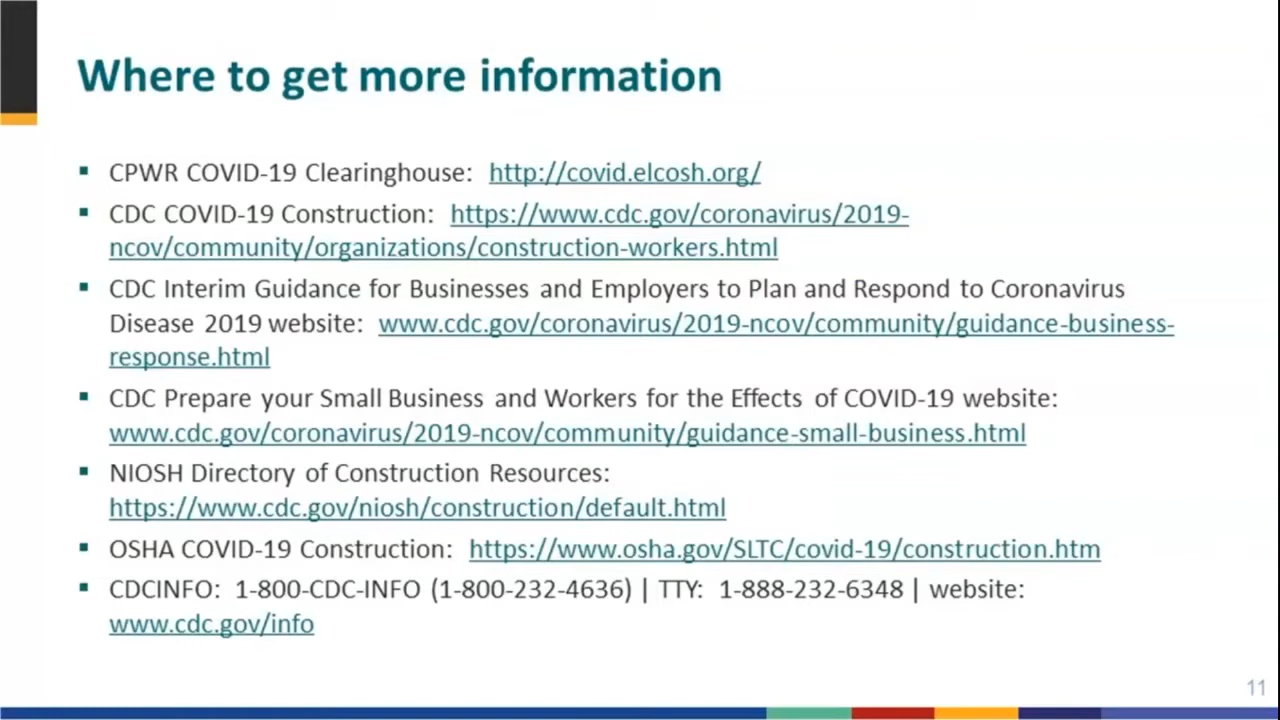 Where to get more information
▪ CPWR COVID-19 Clearinghouse: http://covid.elcosh.org/
▪ CDC COVID-19 Construction: https://www.cdc.gov/coronavirus/2019-
ncov/community/organizations/construction-workers.html
▪ CDC Interim Guidance for Businesses and Employers to Plan and Respond to Coronavirus
Disease 2019 website: www.cdc.gov/coronavirus/2019-ncov/community/guidance-business-
response.html
▪ CDC Prepare your Small Business and Workers for the Effects of COVID-19 website:
www.cdc.gov/coronavirus/2019-ncov/community/guidance-small-business.html
▪ NIOSH Directory of Construction Resources:
https://www.cdc.gov/niosh/construction/default.html
▪ OSHA COVID-19 Construction: https://www.osha.gov/SLTC/covid-19/construction.htm
▪ CDCINFO: 1-800-CDC-INFO (1-800-232-4636) | TTY: 1-888-232-6348 | website:
www.cdc.gov/info
11